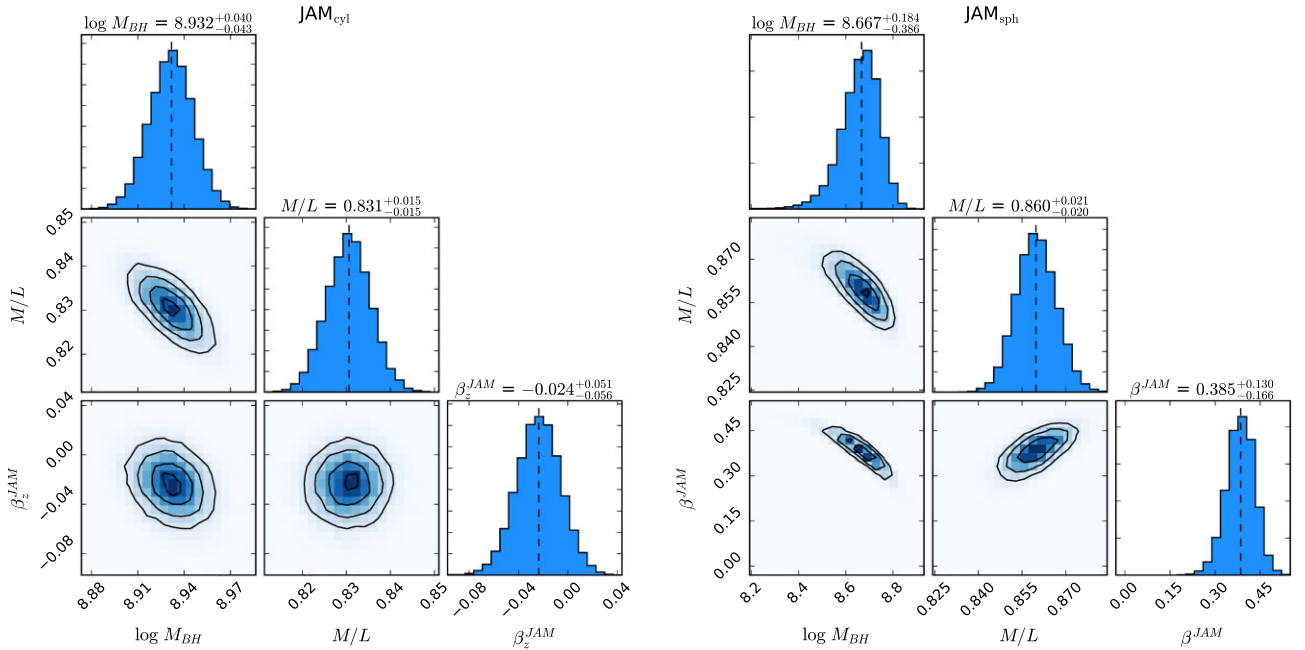 JAM_cyl
log M_BH = 8.932^{+0.040}_{-0.043}
M/L = 0.831^{+0.015}_{-0.015}
β_z^{JAM} = −0.024^{+0.051}_{-0.056}
M/L
0.85
0.84
0.83
0.82
β_z^{JAM}
0.04
0.00
−0.04
−0.08
8.88 8.91 8.94 8.97
0.82 0.83 0.84 0.85
−0.08 −0.04 0.00 0.04
log M_BH
M/L
β_z^{JAM}
JAM_sph
log M_BH = 8.667^{+0.184}_{-0.386}
M/L = 0.860^{+0.021}_{-0.020}
β^{JAM} = 0.385^{+0.130}_{-0.166}
M/L
0.870
0.855
0.840
0.825
β^{JAM}
0.45
0.30
0.15
0.00
8.2 8.4 8.6 8.8
0.825 0.840 0.855 0.870
0.00 0.15 0.30 0.45
log M_BH
M/L
β^{JAM}